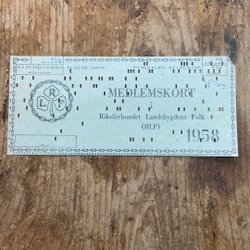 R
L F
MEDLEMSKORT
Riksförbundet Landsbygdens Folk
(RLF)
1958